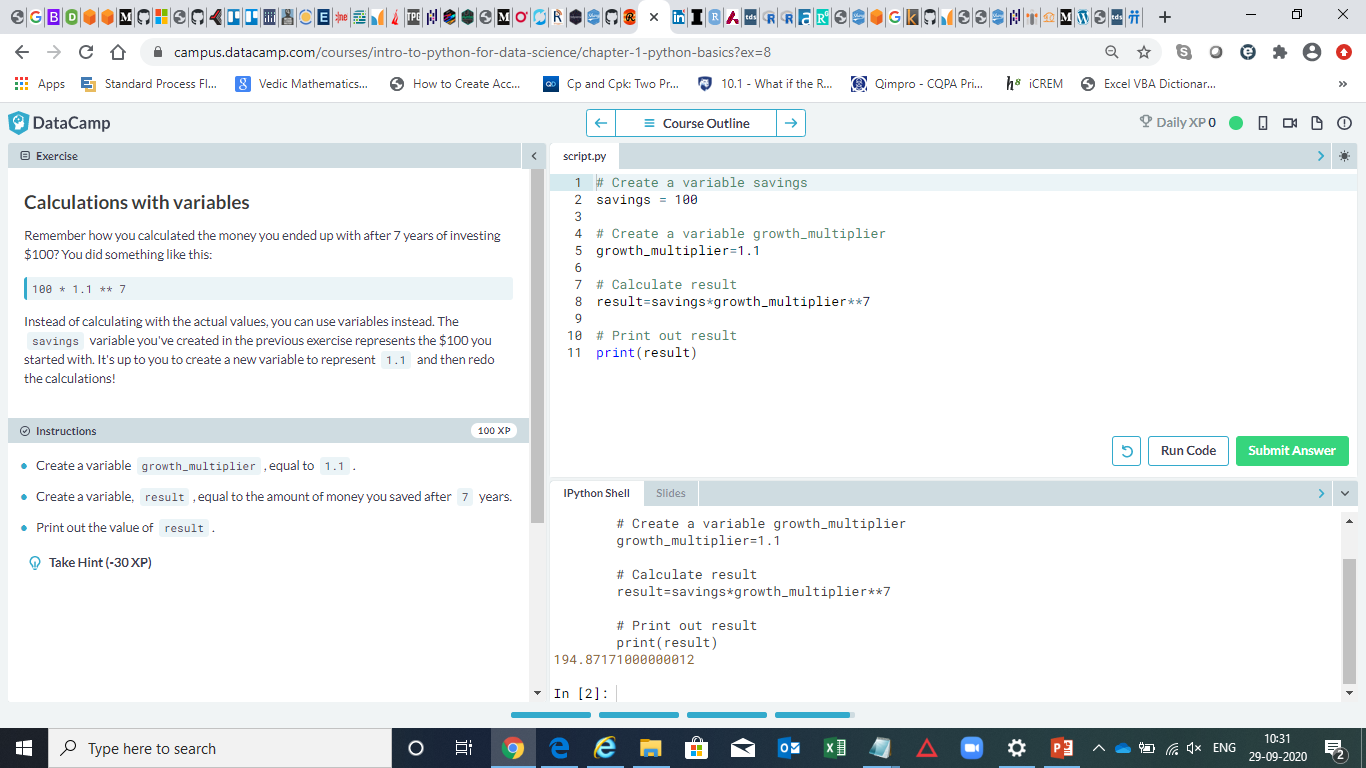 campus.datacamp.com/courses/intro-to-python-for-data-science/chapter-1-python-basics?ex=8
Apps Standard Process Fl... Vedic Mathematics... How to Create Acc... Cp and Cpk: Two Pr... 10.1 - What if the R... Qimpro - CQPA Pri... iCREM Excel VBA Dictionar...
DataCamp Course Outline Daily XP 0
Exercise
Calculations with variables
Remember how you calculated the money you ended up with after 7 years of investing
$100? You did something like this:
100 * 1.1 ** 7
Instead of calculating with the actual values, you can use variables instead. The
savings variable you've created in the previous exercise represents the $100 you
started with. It's up to you to create a new variable to represent 1.1 and then redo
the calculations!
Instructions 100 XP
Create a variable growth_multiplier , equal to 1.1 .
Create a variable, result , equal to the amount of money you saved after 7 years.
Print out the value of result .
Take Hint (-30 XP)
script.py
1 # Create a variable savings
2 savings = 100
3
4 # Create a variable growth_multiplier
5 growth_multiplier=1.1
6
7 # Calculate result
8 result=savings*growth_multiplier**7
9
10 # Print out result
11 print(result)
Run Code Submit Answer
IPython Shell Slides
# Create a variable growth_multiplier
growth_multiplier=1.1
# Calculate result
result=savings*growth_multiplier**7
# Print out result
print(result)
194.87171000000012
In [2]:
Type here to search
ENG
10:31
29-09-2020
2